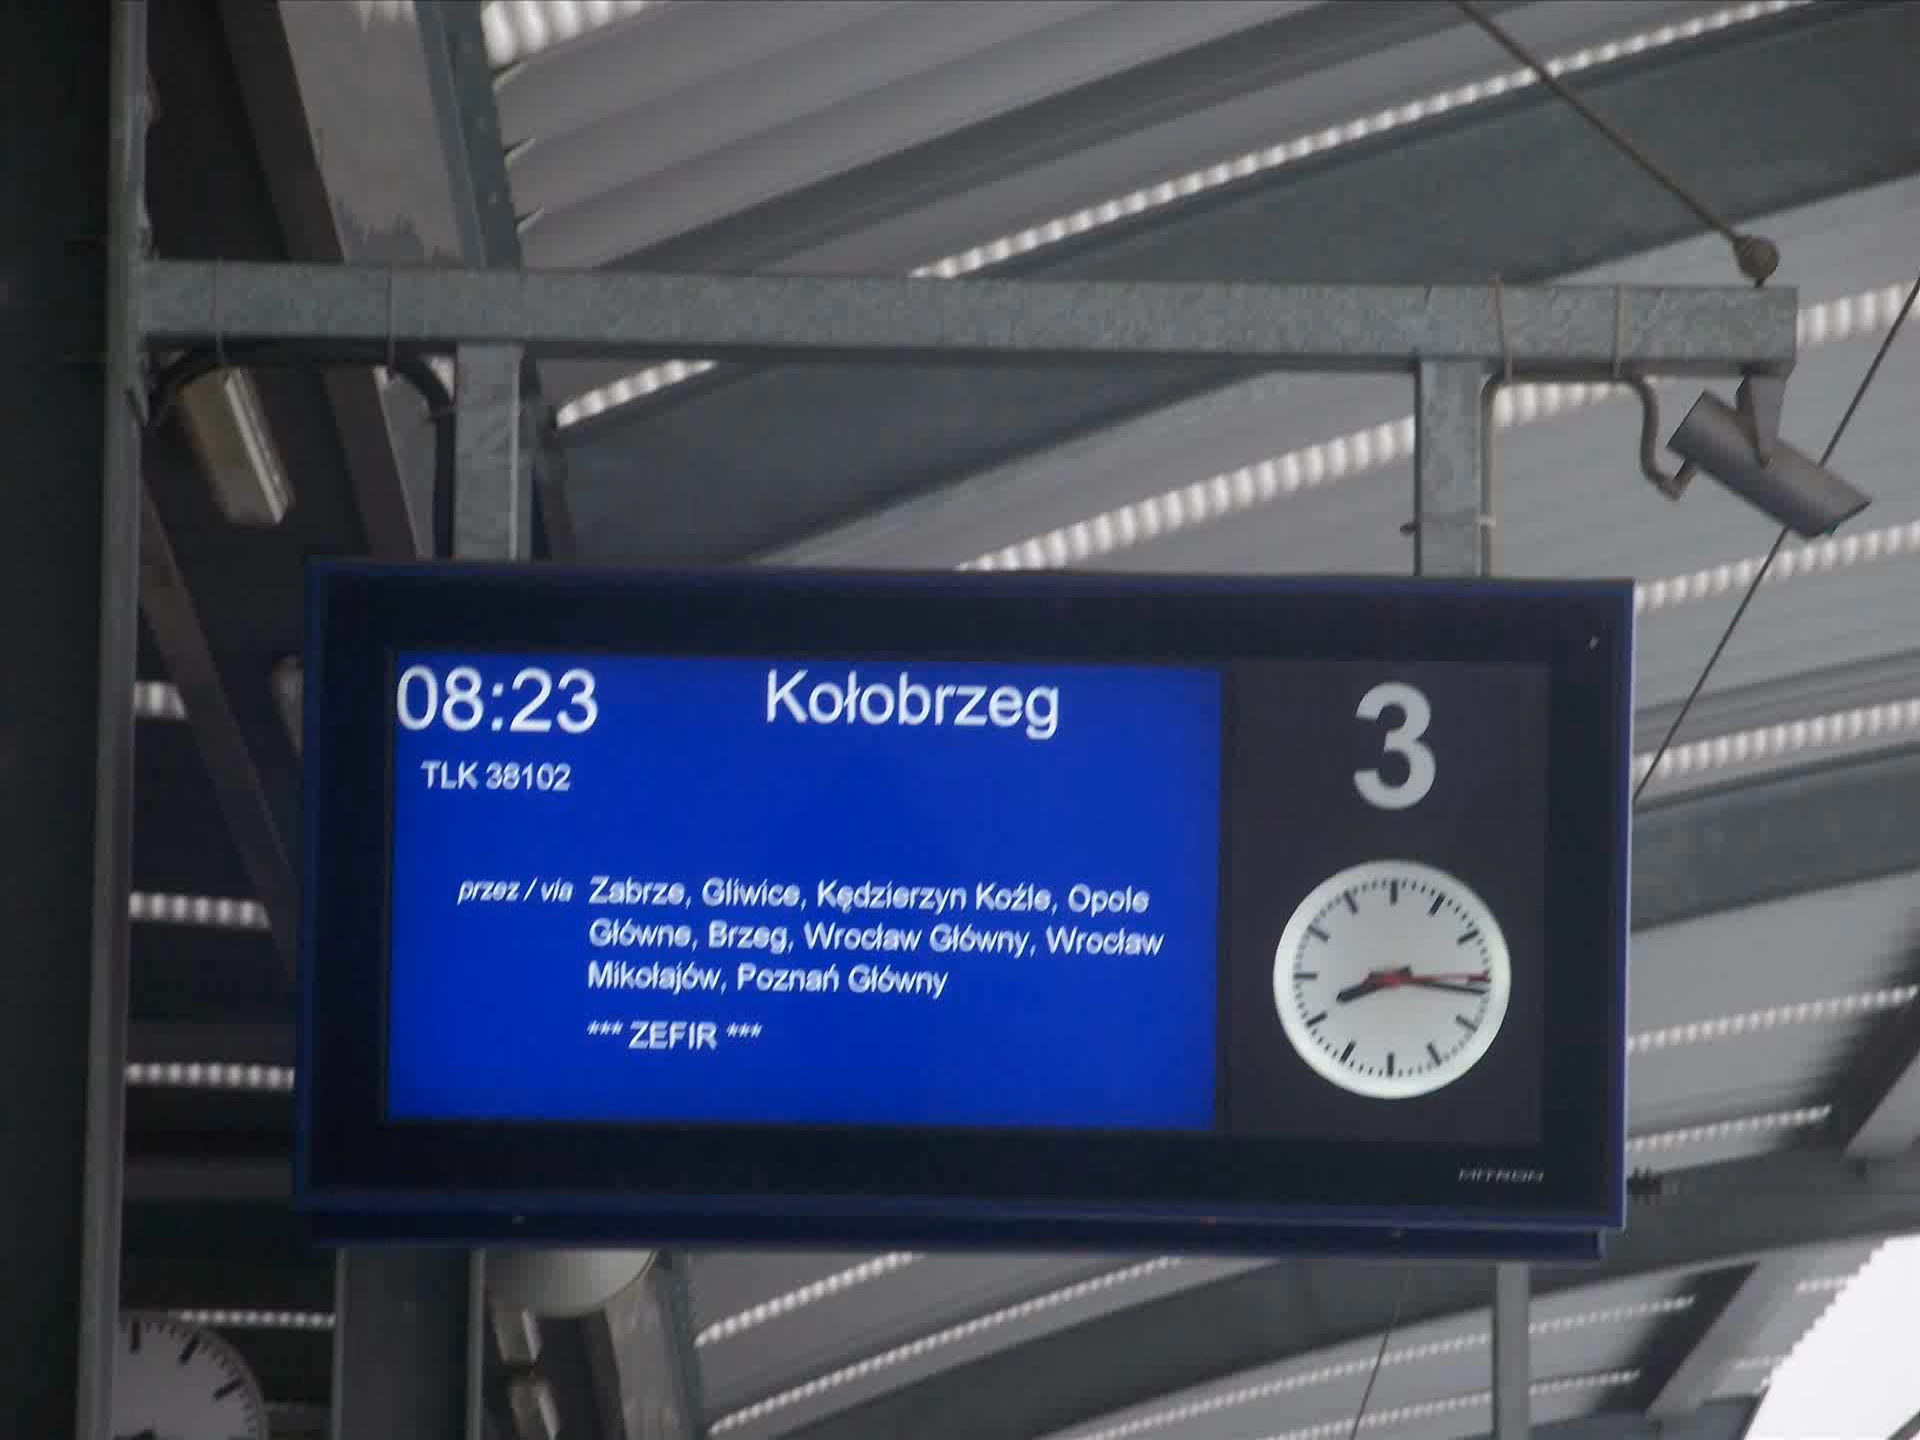 08:23 Kołobrzeg 3
TLK 38102
przez / via Zabrze, Gliwice, Kędzierzyn Koźle, Opole
Główne, Brzeg, Wrocław Główny, Wrocław
Mikołajów, Poznań Główny
*** ZEFIR ***
MITRON